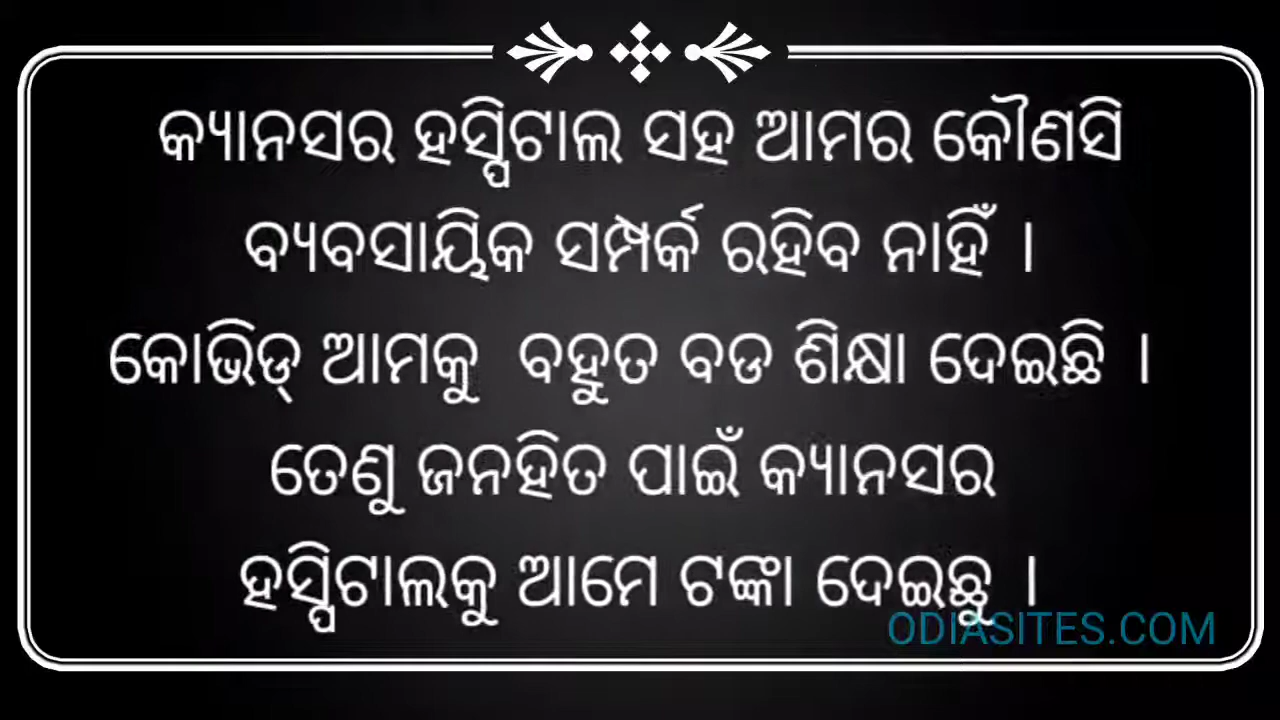 କ୍ୟାନସର ହସ୍ପିଟାଲ ସହ ଆମର କୌଣସି
ବ୍ୟବସାୟିକ ସମ୍ପର୍କ ରହିବ ନାହିଁ ।
କୋଭିଡ୍ ଆମକୁ ବହୁତ ବଡ ଶିକ୍ଷା ଦେଇଛି ।
ତେଣୁ ଜନହିତ ପାଇଁ କ୍ୟାନସର
ହସ୍ପିଟାଲକୁ ଆମେ ଟଙ୍କା ଦେଇଛୁ ।
ODIASITES.COM